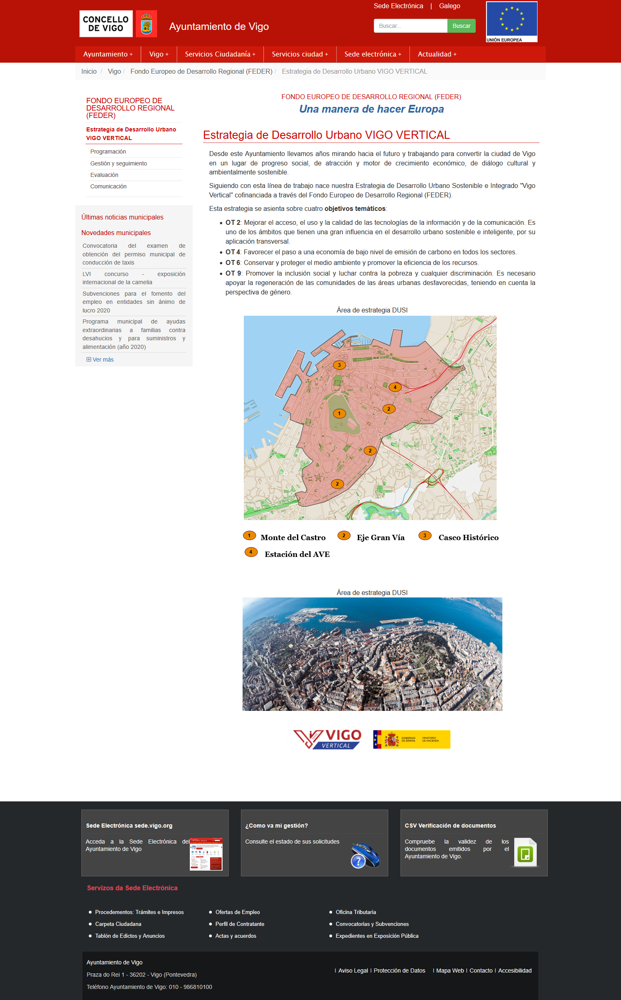 Sede Electrónica | Galego
CONCELLO
DE VIGO
Ayuntamiento de Vigo
Buscar... Buscar
UNIÓN EUROPEA
Ayuntamiento + Vigo + Servicios Ciudadanía + Servicios ciudad + Sede electrónica + Actualidad +
Inicio / Vigo / Fondo Europeo de Desarrollo Regional (FEDER) / Estrategia de Desarrollo Urbano VIGO VERTICAL
FONDO EUROPEO DE
DESARROLLO REGIONAL
(FEDER)
Estrategia de Desarrollo Urbano
VIGO VERTICAL
Programación
Gestión y seguimiento
Evaluación
Comunicación
Últimas noticias municipales
Novedades municipales
Convocatoria del examen de
obtención del permiso municipal de
conducción de taxis
LVI concurso - exposición
internacional de la camelia
Subvenciones para el fomento del
empleo en entidades sin ánimo de
lucro 2020
Programa municipal de ayudas
extraordinarias a familias contra
desahucios y para suministros y
alimentación (año 2020)
Ver más
FONDO EUROPEO DE DESARROLLO REGIONAL (FEDER)
Una manera de hacer Europa
Estrategia de Desarrollo Urbano VIGO VERTICAL
Desde este Ayuntamiento llevamos años mirando hacia el futuro y trabajando para convertir la ciudad de Vigo
en un lugar de progreso social, de atracción y motor de crecimiento económico, de diálogo cultural y
ambientalmente sostenible.
Siguiendo con esta línea de trabajo nace nuestra Estrategia de Desarrollo Urbano Sostenible e Integrado "Vigo
Vertical" cofinanciada a través del Fondo Europeo de Desarrollo Regional (FEDER).
Esta estrategia se asienta sobre cuatro objetivos temáticos:
• OT 2: Mejorar el acceso, el uso y la calidad de las tecnologías de la información y de la comunicación. Es
uno de los ámbitos que tienen una gran influencia en el desarrollo urbano sostenible e inteligente, por su
aplicación transversal.
• OT 4: Favorecer el paso a una economía de bajo nivel de emisión de carbono en todos los sectores.
• OT 6: Conservar y proteger el medio ambiente y promover la eficiencia de los recursos.
• OT 9: Promover la inclusión social y luchar contra la pobreza y cualquier discriminación. Es necesario
apoyar la regeneración de las comunidades de las áreas urbanas desfavorecidas, teniendo en cuenta la
perspectiva de género.
Área de estrategia DUSI
3
4
2
1
2
2
1 Monte del Castro 2 Eje Gran Vía 3 Casco Histórico
4 Estación del AVE
Área de estrategia DUSI
VIGO
VERTICAL
GOBIERNO
DE ESPAÑA
MINISTERIO
DE HACIENDA
Sede Electrónica sede.vigo.org
Acceda a la Sede Electrónica del
Ayuntamiento de Vigo
¿Como va mi gestión?
Consulte el estado de sus solicitudes
?
CSV Verificación de documentos
Compruebe la validez de los
documentos emitidos por el
Ayuntamiento de Vigo.
Servizos da Sede Electrónica
• Procedementos: Trámites e Impresos
• Carpeta Ciudadana
• Tablón de Edictos y Anuncios
• Ofertas de Empleo
• Perfil de Contratante
• Actas y acuerdos
• Oficina Tributaria
• Convocatorias y Subvenciones
• Expedientes en Exposición Pública
Ayuntamiento de Vigo
Praza do Rei 1 - 36202 - Vigo (Pontevedra)
Teléfono Ayuntamiento de Vigo: 010 - 986810100
| Aviso Legal | Protección de Datos | Mapa Web | Contacto | Accesibilidad